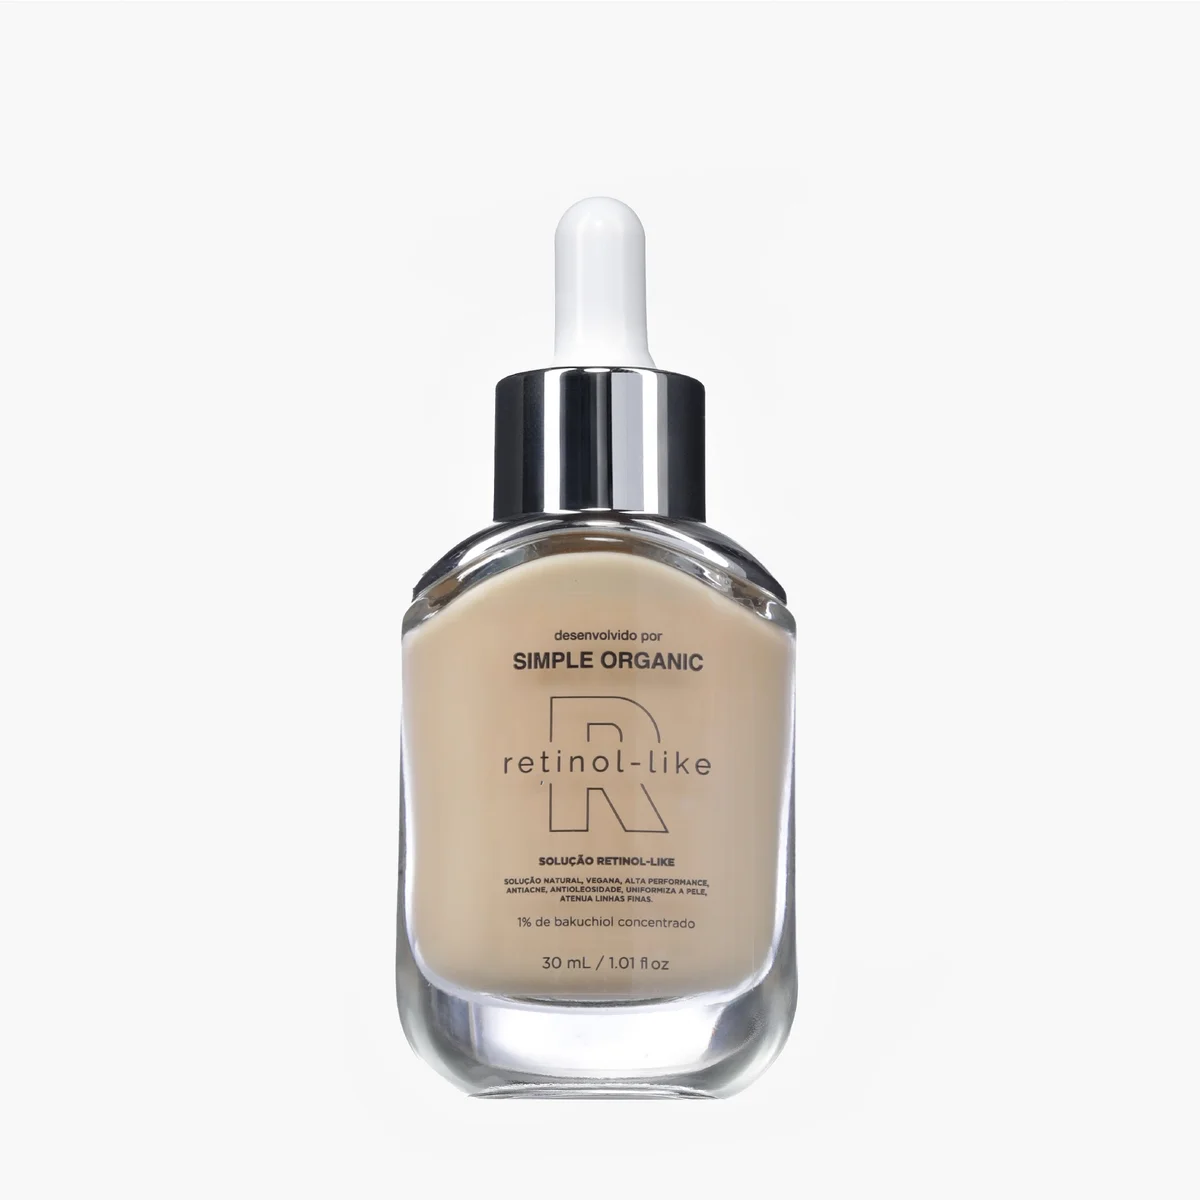 desenvolvido por
SIMPLE ORGANIC
R
retinol-like
SOLUÇÃO RETINOL-LIKE
SOLUÇÃO NATURAL, VEGANA, ALTA PERFORMANCE,
ANTIACNE, ANTIOLEOSIDADE, UNIFORMIZA A PELE,
ATENUA LINHAS FINAS.
1% de bakuchiol concentrado
30 mL / 1.01 fl oz